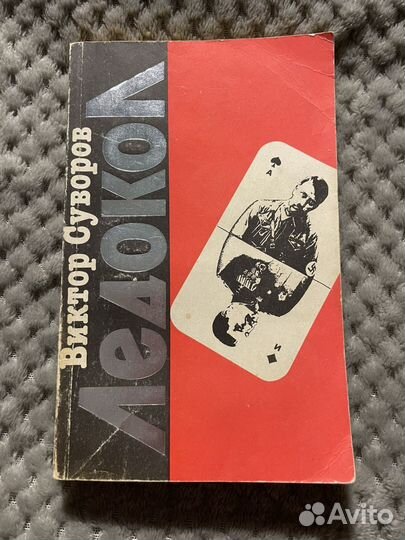 Виктор Суворов
Ледокол
А
И
Avito